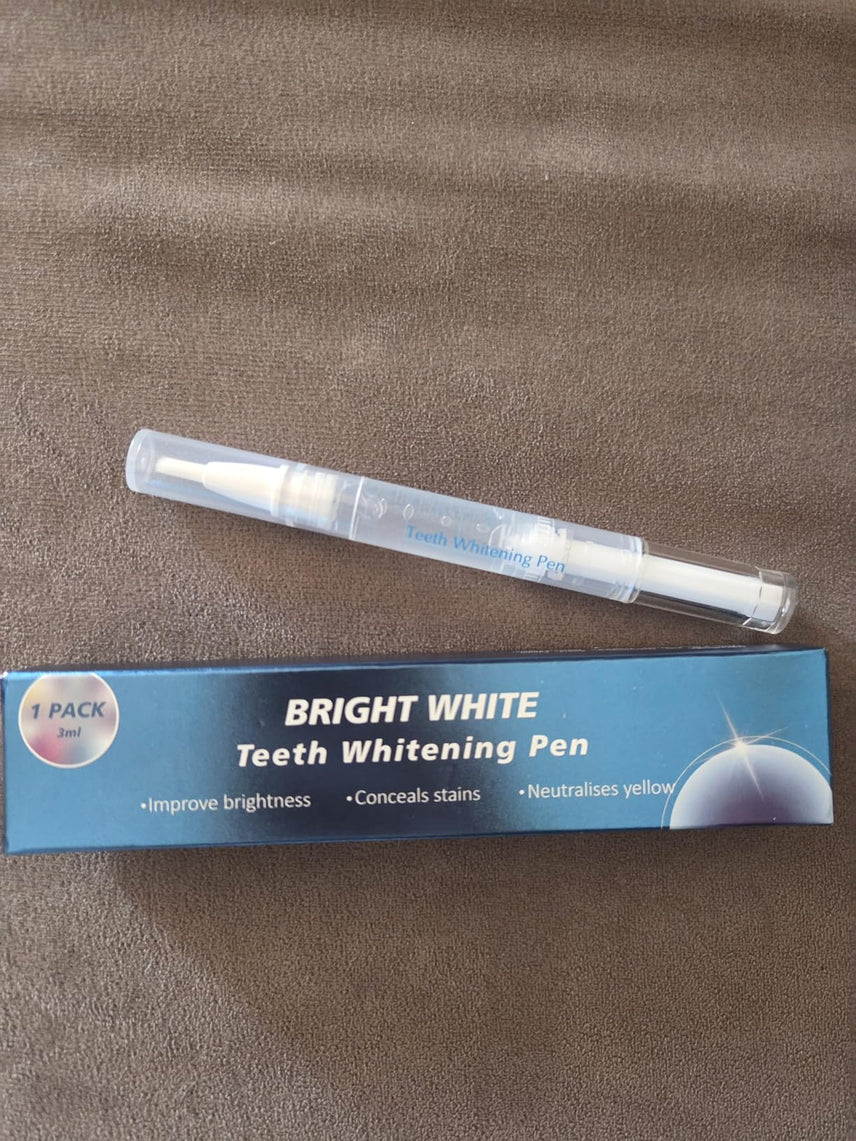 Teeth Whitening Pen
1 PACK
3ml
BRIGHT WHITE
Teeth Whitening Pen
•Improve brightness •Conceals stains •Neutralises yellow